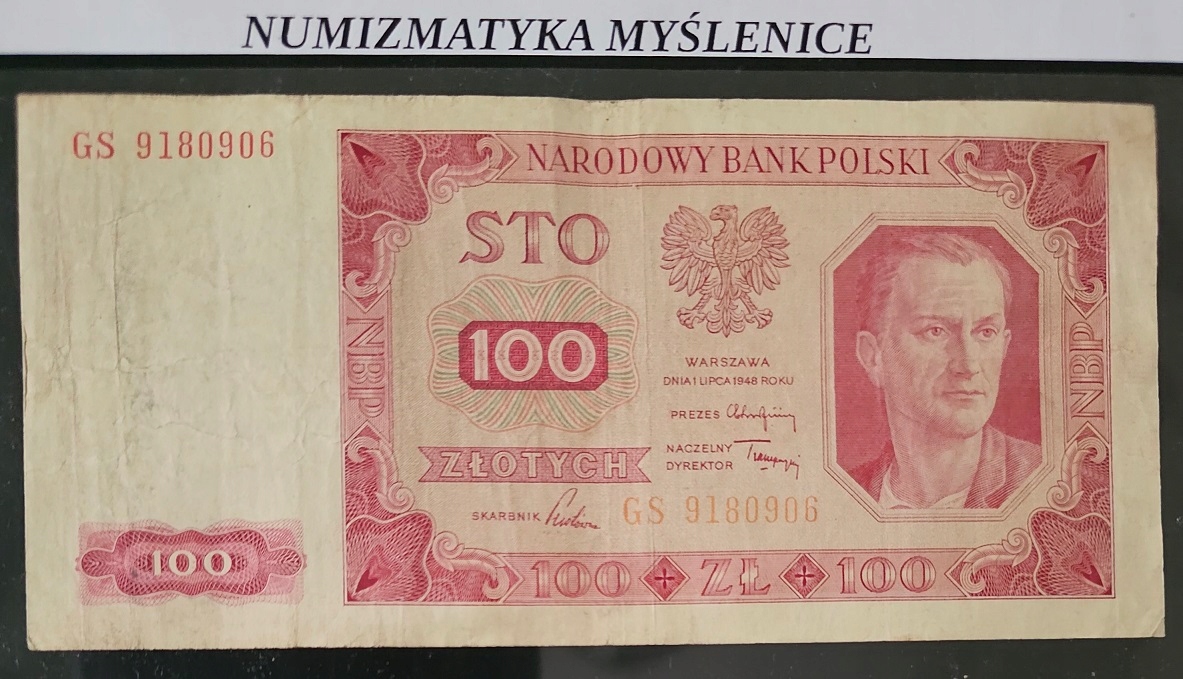 NUMIZMATYKA MYŚLENICE
GS 9180906
NARODOWY BANK POLSKI
STO
100
ZŁOTYCH
WARSZAWA
DNIA 1 LIPCA 1948 ROKU
PREZES
NACZELNY
DYREKTOR
SKARBNIK
GS 9180906
NBP
NBP
100
100 ZŁ 100